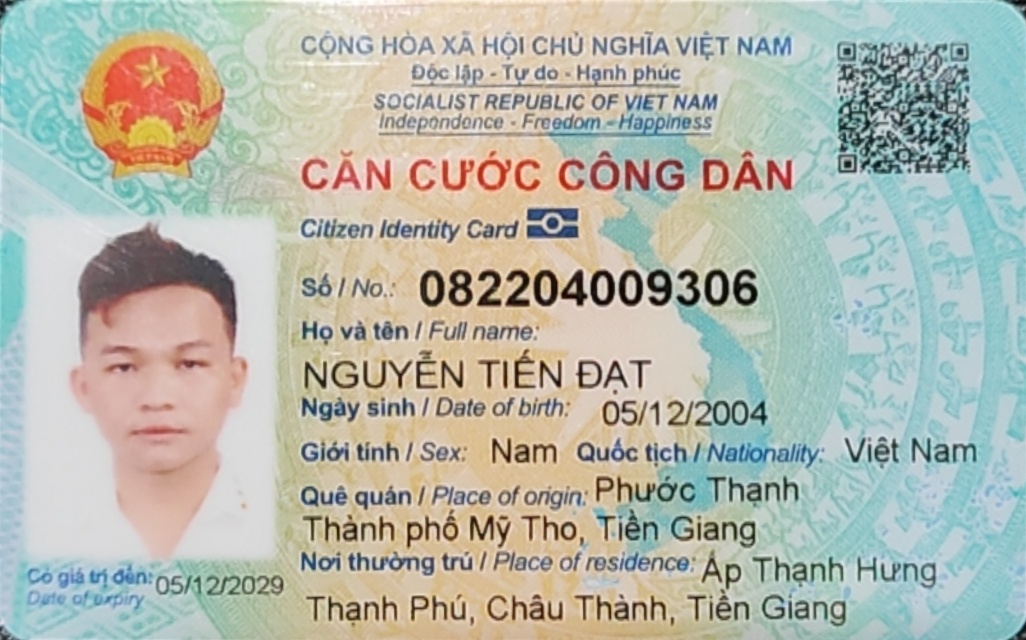 CỘNG HÒA XÃ HỘI CHỦ NGHĨA VIỆT NAM
Độc lập - Tự do - Hạnh phúc
SOCIALIST REPUBLIC OF VIET NAM
Independence - Freedom - Happiness
CĂN CƯỚC CÔNG DÂN
Citizen Identity Card
Số / No.: 082204009306
Họ và tên / Full name:
NGUYỄN TIẾN ĐẠT
Ngày sinh / Date of birth: 05/12/2004
Giới tính / Sex: Nam Quốc tịch / Nationality: Việt Nam
Quê quán / Place of origin: Phước Thạnh
Thành phố Mỹ Tho, Tiền Giang
Nơi thường trú / Place of residence: Ấp Thạnh Hưng
Thạnh Phú, Châu Thành, Tiền Giang
Có giá trị đến: 05/12/2029
Date of expiry